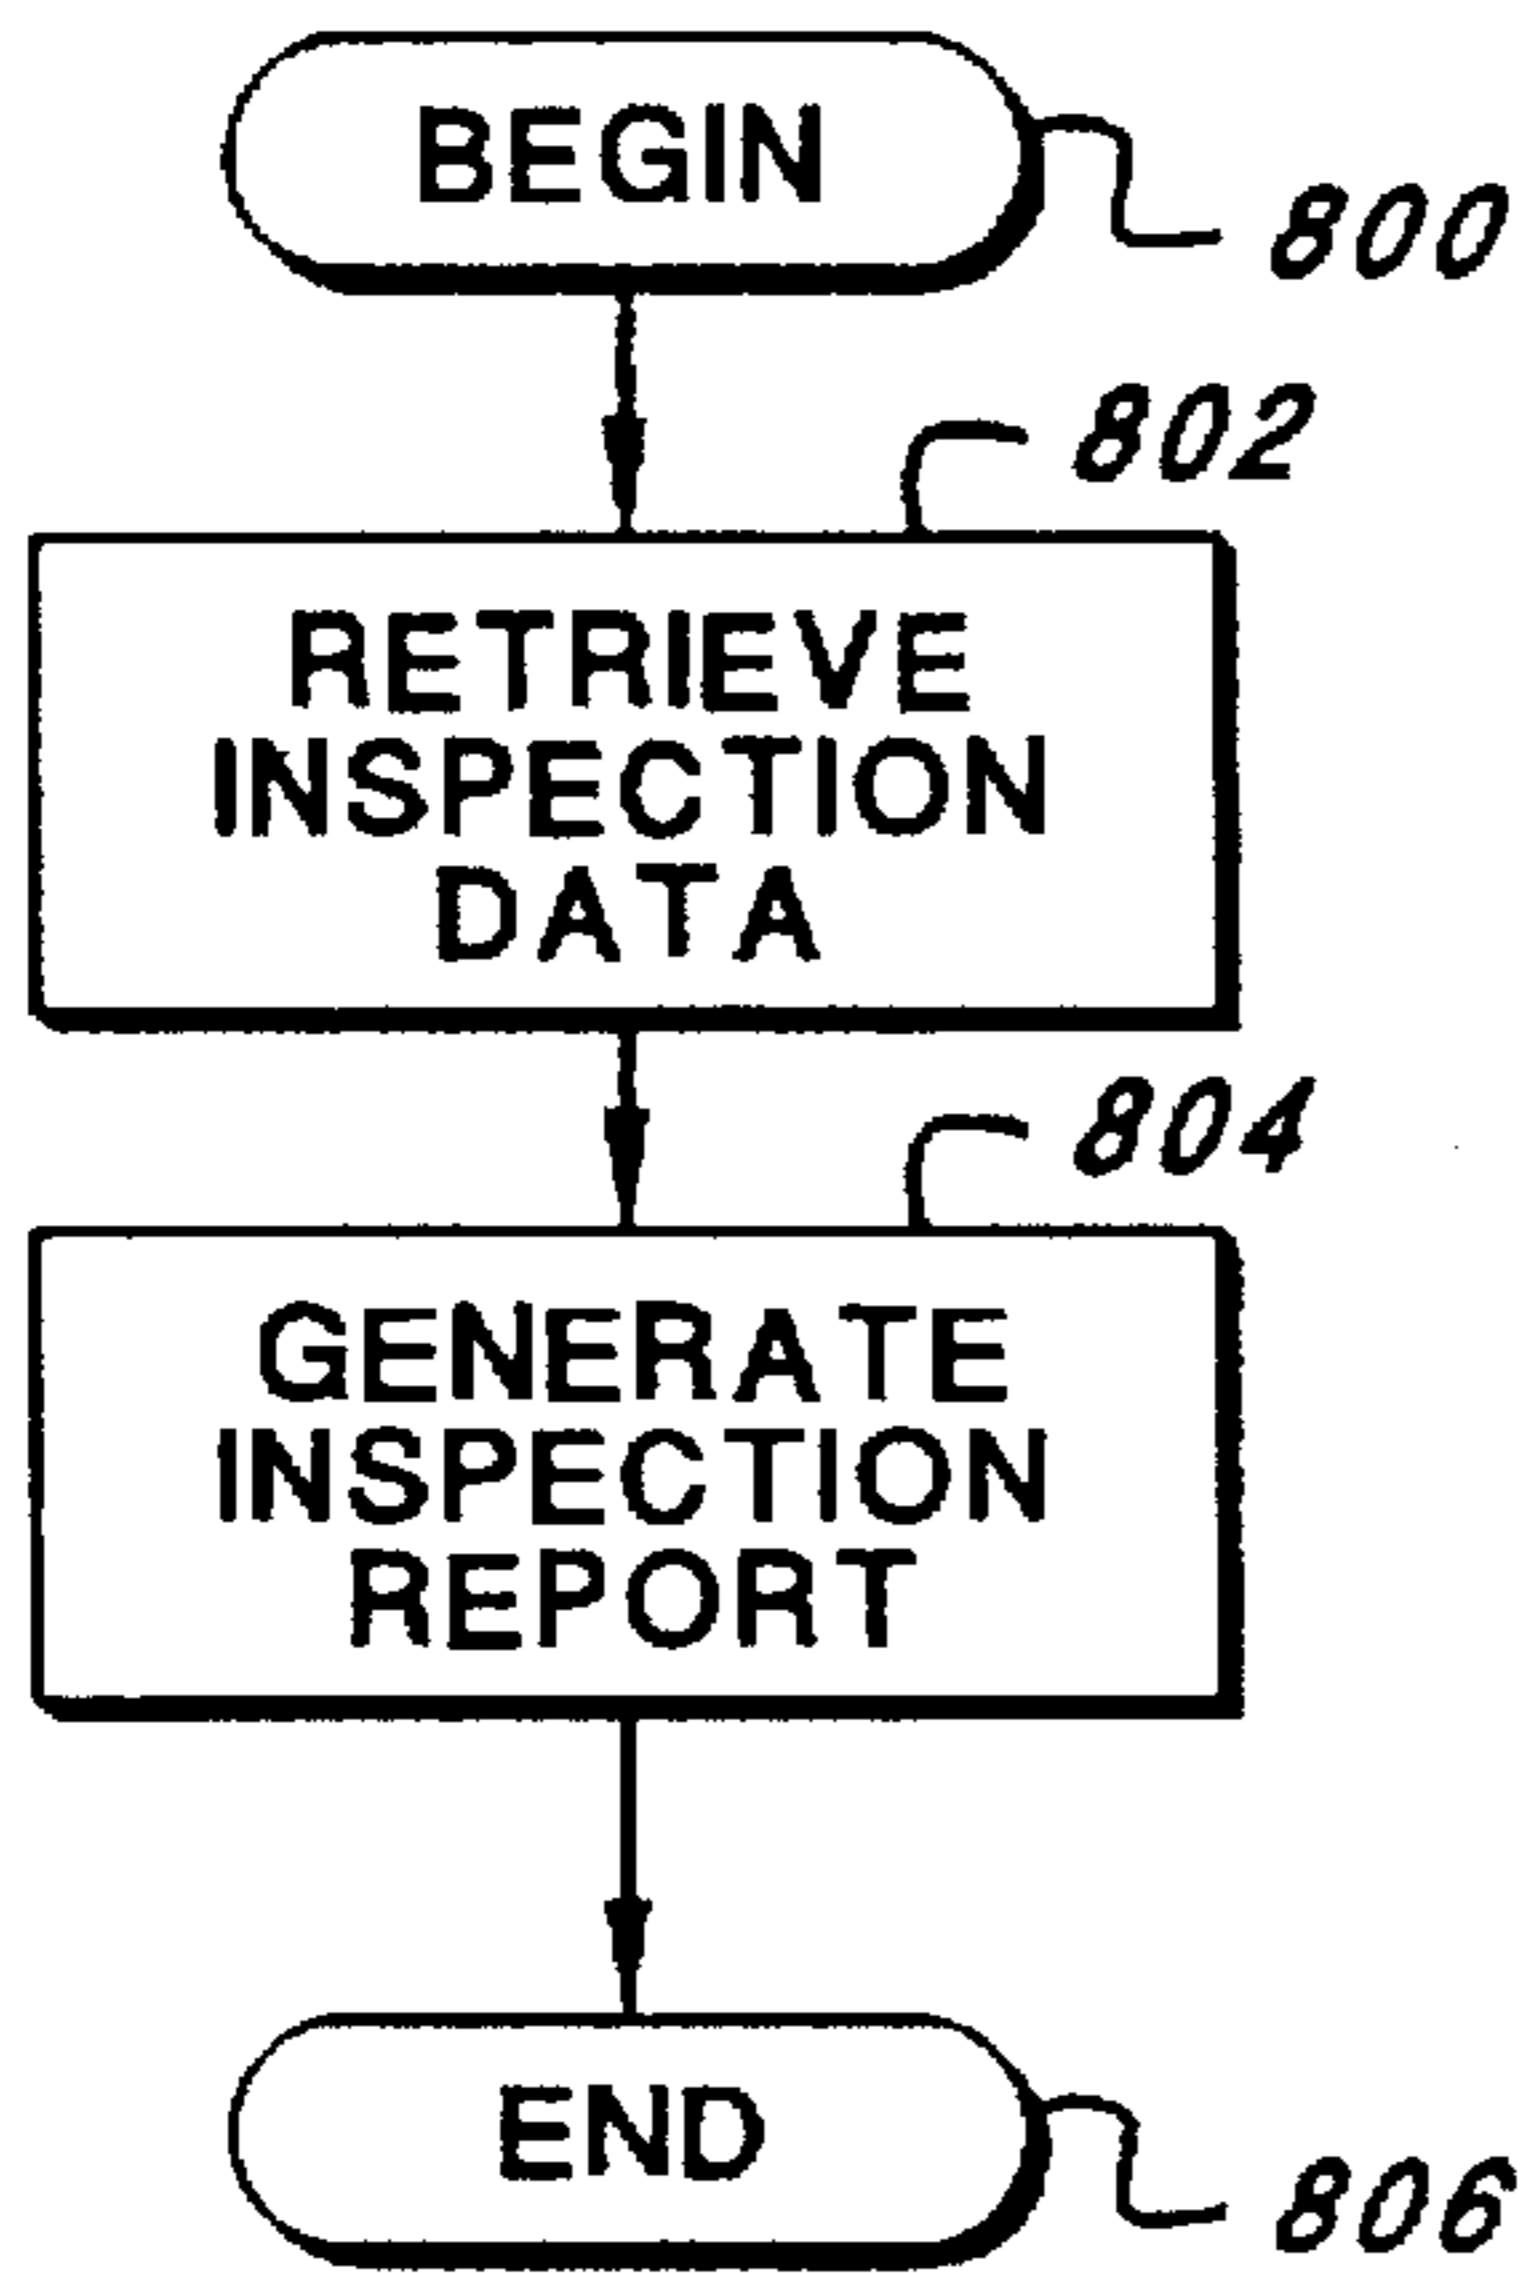 BEGIN
800
802
RETRIEVE
INSPECTION
DATA
804
GENERATE
INSPECTION
REPORT
END
806